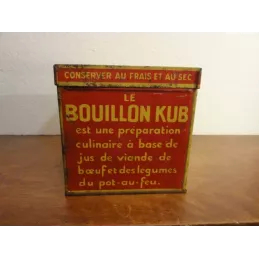 CONSERVER AU FRAIS ET AU SEC
LE
BOUILLON KUB
est une préparation
culinaire à base de
jus de viande de
bœuf et des légumes
du pot-au-feu.